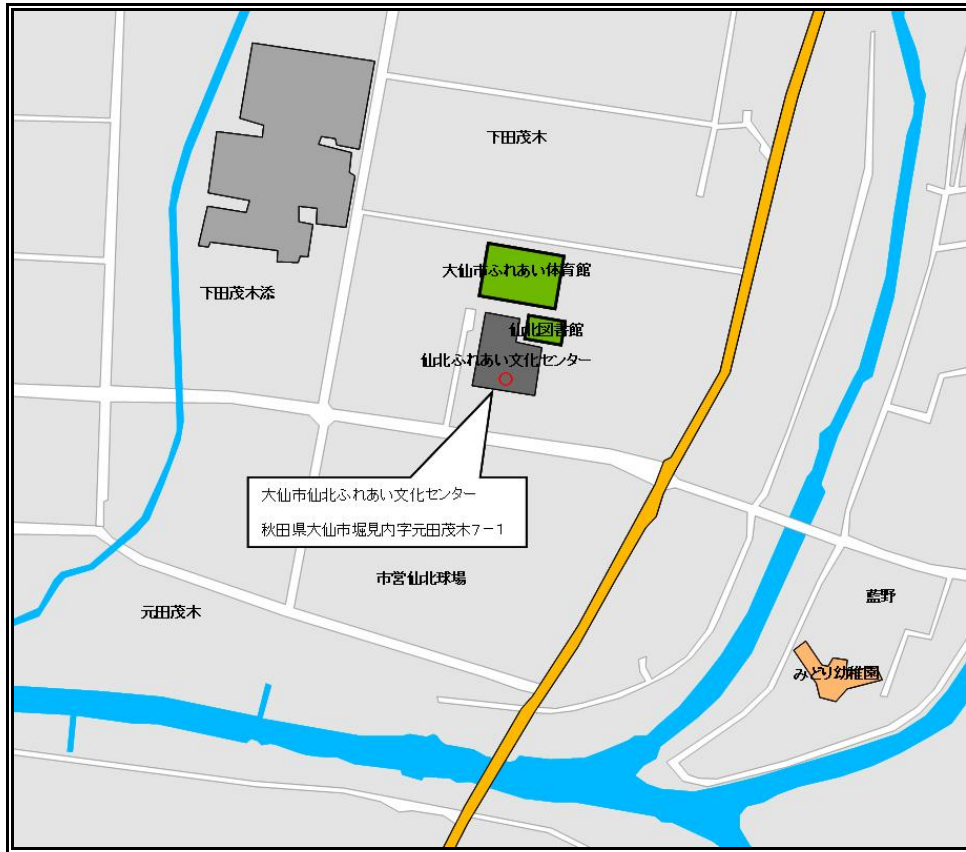 下田茂木
大仙市ふれあい体育館
下田茂木添
仙北図書館
仙北ふれあい文化センター
大仙市仙北ふれあい文化センター
秋田県大仙市堀見内字元田茂木7－1
市営仙北球場
藍野
元田茂木
みどり幼稚園